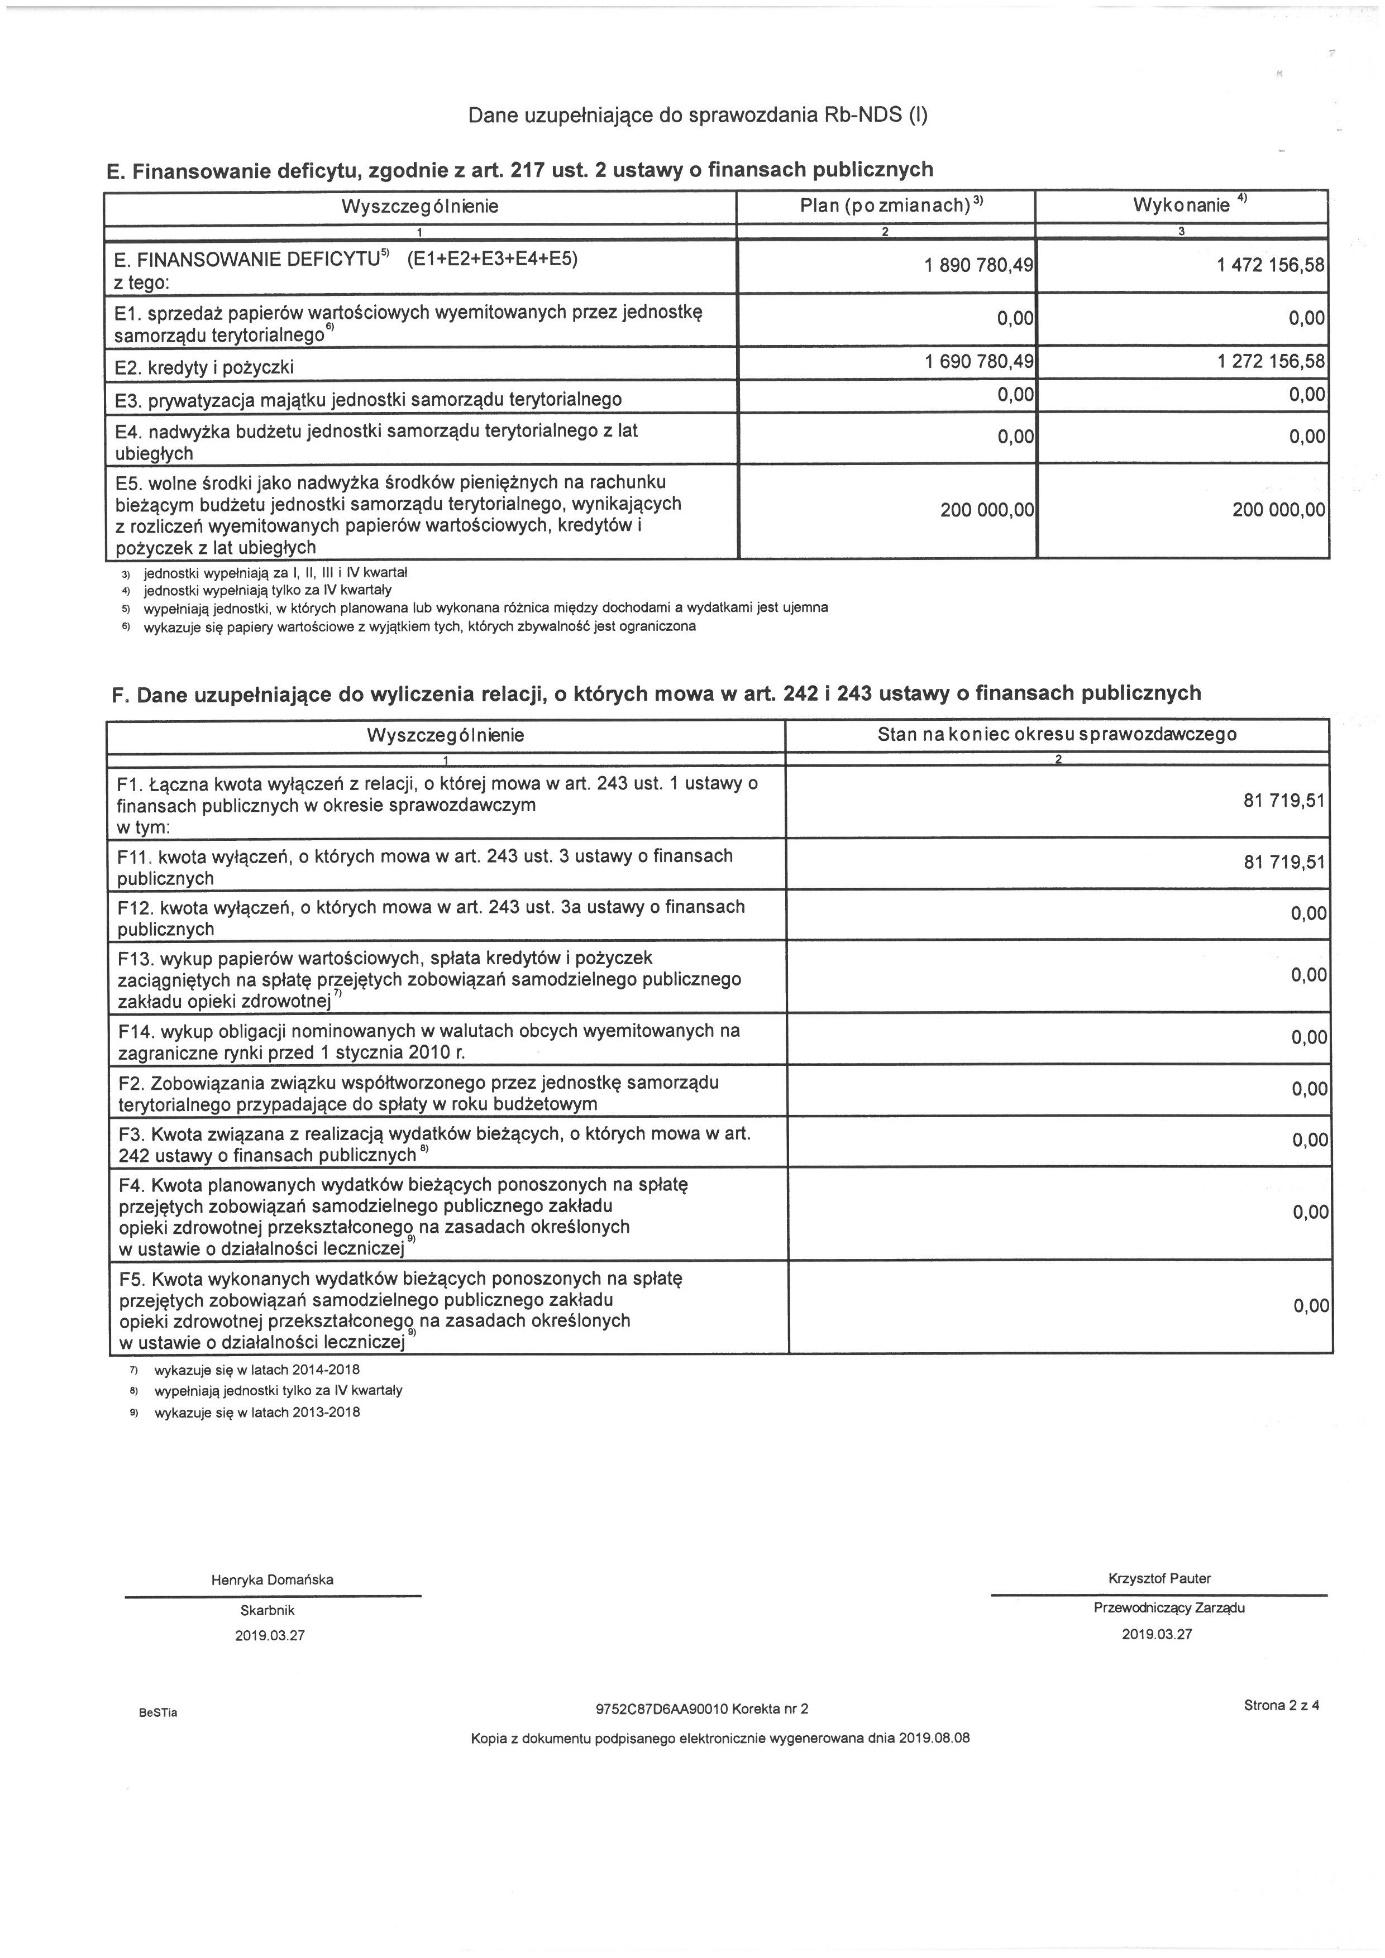 Dane uzupełniające do sprawozdania Rb-NDS (I)
E. Finansowanie deficytu, zgodnie z art. 217 ust. 2 ustawy o finansach publicznych
Wyszczególnienie Plan (po zmianach) 3) Wykonanie 4)
1 2 3
E. FINANSOWANIE DEFICYTU5) (E1+E2+E3+E4+E5)
z tego:
1 890 780,49 1 472 156,58
E1. sprzedaż papierów wartościowych wyemitowanych przez jednostkę
samorządu terytorialnego6)
0,00 0,00
E2. kredyty i pożyczki 1 690 780,49 1 272 156,58
E3. prywatyzacja majątku jednostki samorządu terytorialnego 0,00 0,00
E4. nadwyżka budżetu jednostki samorządu terytorialnego z lat
ubiegłych
0,00 0,00
E5. wolne środki jako nadwyżka środków pieniężnych na rachunku
bieżącym budżetu jednostki samorządu terytorialnego, wynikających
z rozliczeń wyemitowanych papierów wartościowych, kredytów i
pożyczek z lat ubiegłych
200 000,00 200 000,00
3) jednostki wypełniają za I, II, III i IV kwartał
4) jednostki wypełniają tylko za IV kwartały
5) wypełniają jednostki, w których planowana lub wykonana różnica między dochodami a wydatkami jest ujemna
6) wykazuje się papiery wartościowe z wyjątkiem tych, których zbywalność jest ograniczona
F. Dane uzupełniające do wyliczenia relacji, o których mowa w art. 242 i 243 ustawy o finansach publicznych
Wyszczególnienie Stan na koniec okresu sprawozdawczego
1 2
F1. Łączna kwota wyłączeń z relacji, o której mowa w art. 243 ust. 1 ustawy o
finansach publicznych w okresie sprawozdawczym
w tym:
81 719,51
F11. kwota wyłączeń, o których mowa w art. 243 ust. 3 ustawy o finansach
publicznych
81 719,51
F12. kwota wyłączeń, o których mowa w art. 243 ust. 3a ustawy o finansach
publicznych
0,00
F13. wykup papierów wartościowych, spłata kredytów i pożyczek
zaciągniętych na spłatę przejętych zobowiązań samodzielnego publicznego
zakładu opieki zdrowotnej7)
0,00
F14. wykup obligacji nominowanych w walutach obcych wyemitowanych na
zagraniczne rynki przed 1 stycznia 2010 r.
0,00
F2. Zobowiązania związku współtworzonego przez jednostkę samorządu
terytorialnego przypadające do spłaty w roku budżetowym
0,00
F3. Kwota związana z realizacją wydatków bieżących, o których mowa w art.
242 ustawy o finansach publicznych 8)
0,00
F4. Kwota planowanych wydatków bieżących ponoszonych na spłatę
przejętych zobowiązań samodzielnego publicznego zakładu
opieki zdrowotnej przekształconego na zasadach określonych
w ustawie o działalności leczniczej 9)
0,00
F5. Kwota wykonanych wydatków bieżących ponoszonych na spłatę
przejętych zobowiązań samodzielnego publicznego zakładu
opieki zdrowotnej przekształconego na zasadach określonych
w ustawie o działalności leczniczej 9)
0,00
7) wykazuje się w latach 2014-2018
8) wypełniają jednostki tylko za IV kwartały
9) wykazuje się w latach 2013-2018
Henryka Domańska Krzysztof Pauter
Skarbnik Przewodniczący Zarządu
2019.03.27 2019.03.27
BeSTia 9752C87D6AA90010 Korekta nr 2 Strona 2 z 4
Kopia z dokumentu podpisanego elektronicznie wygenerowana dnia 2019.08.08